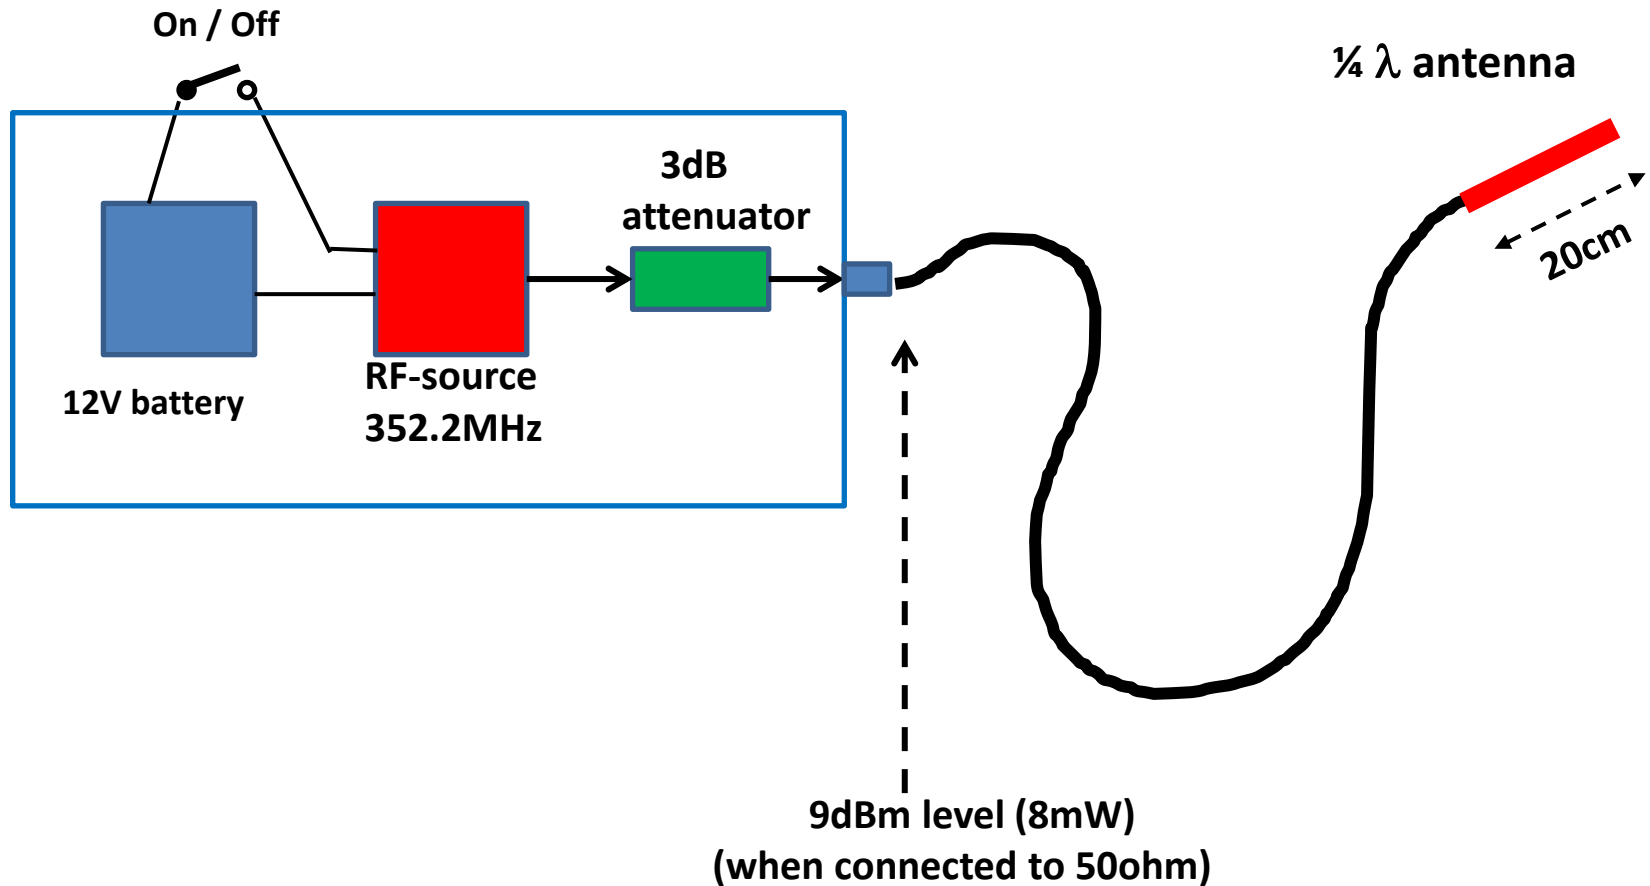 On / Off
¼ λ antenna
3dB
attenuator
20cm
RF-source
352.2MHz
12V battery
9dBm level (8mW)
(when connected to 50ohm)